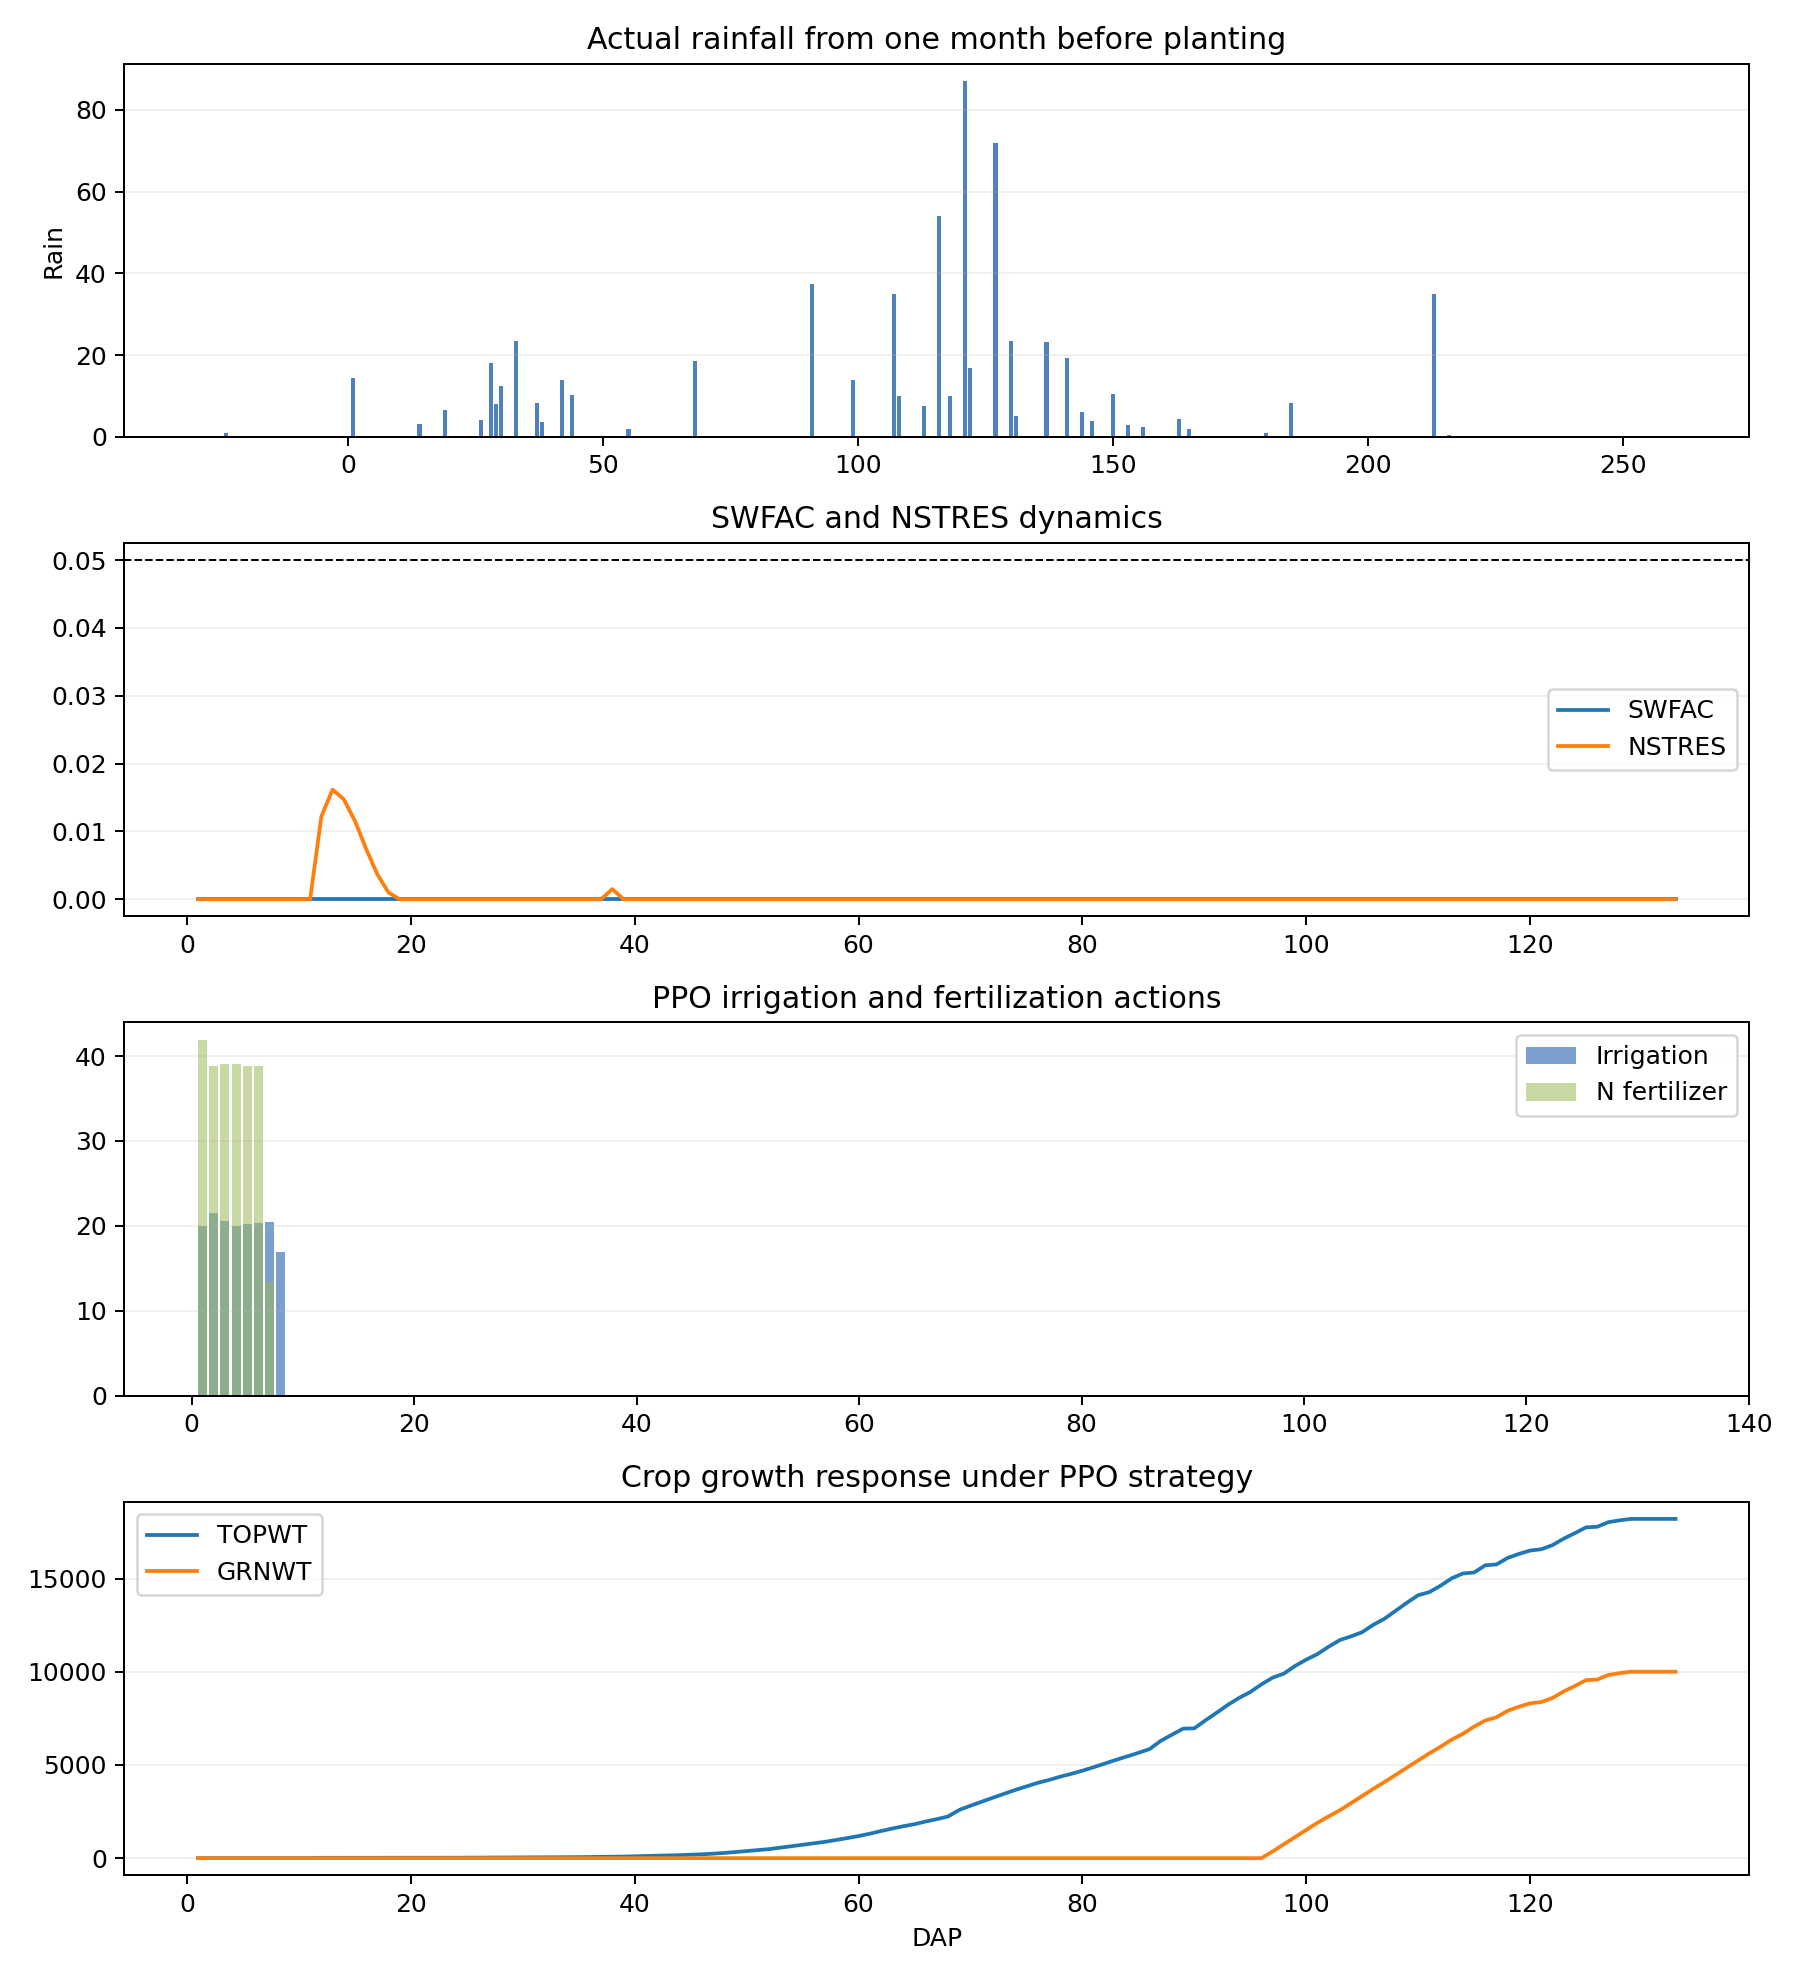 Actual rainfall from one month before planting
80
60
40
20
0
Rain
0 50 100 150 200 250
SWFAC and NSTRES dynamics
0.05
0.04
0.03
0.02
0.01
0.00
SWFAC
NSTRES
0 20 40 60 80 100 120
PPO irrigation and fertilization actions
40
30
20
10
0
Irrigation
N fertilizer
0 20 40 60 80 100 120 140
Crop growth response under PPO strategy
TOPWT
GRNWT
15000
10000
5000
0
0 20 40 60 80 100 120
DAP